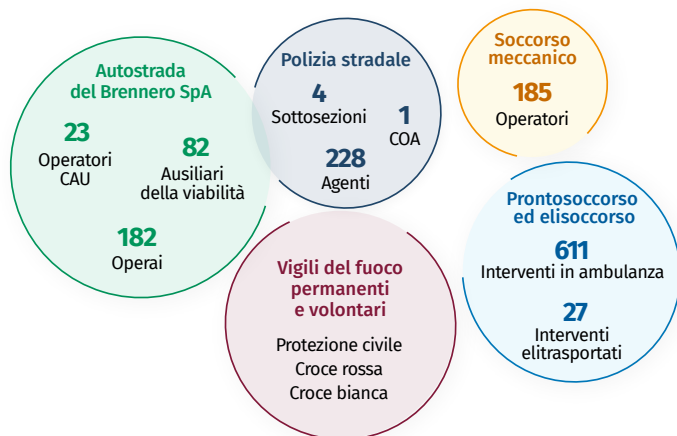 Autostrada
del Brennero SpA
23
Operatori
CAU
82
Ausiliari
della viabilità
182
Operai
Polizia stradale
4
Sottosezioni
1
COA
228
Agenti
Soccorso
meccanico
185
Operatori
Vigili del fuoco
permanenti
e volontari
Protezione civile
Croce rossa
Croce bianca
Prontosoccorso
ed elisoccorso
611
Interventi in ambulanza
27
Interventi
elitrasportati